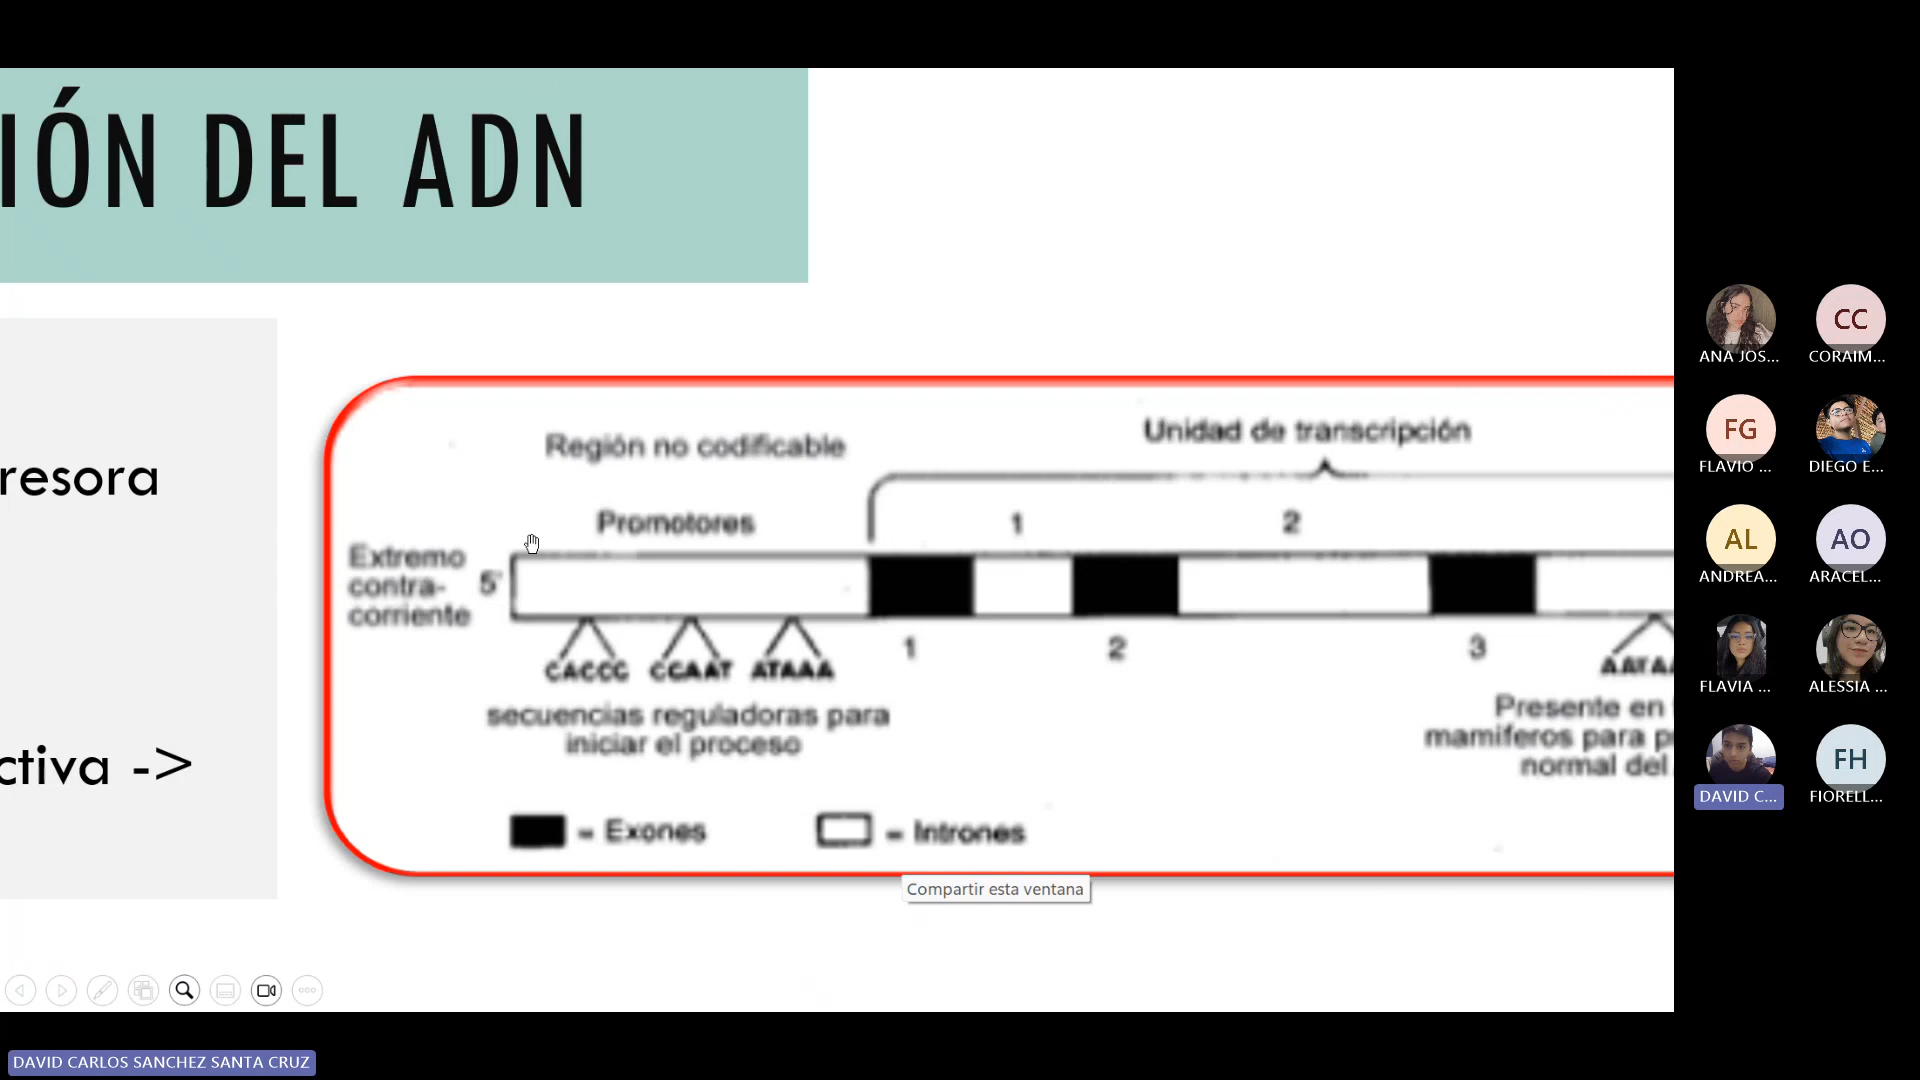 IÓN DEL ADN
resora
ctiva ->
Región no codificable
Unidad de transcripción
Promotores
1
2
Extremo
contra-
corriente
5'
CACCC
CCAAT
ATAAA
1
2
3
AATAA
secuencias reguladoras para
iniciar el proceso
Presente en
mamiferos para p
normal del
= Exones
= Intrones
Compartir esta ventana
ANA JOS...
CC
CORAIM...
FG
FLAVIO ...
DIEGO E...
AL
ANDREA...
AO
ARACEL...
FLAVIA ...
ALESSIA ...
DAVID C...
FH
FIORELL...
DAVID CARLOS SANCHEZ SANTA CRUZ